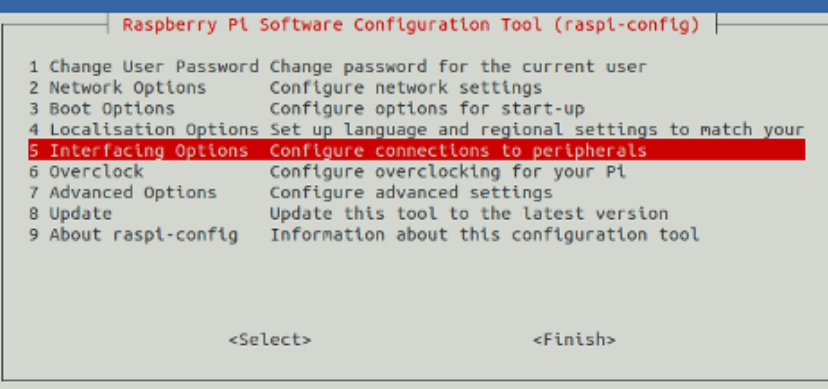 Raspberry Pi Software Configuration Tool (raspi-config)
1 Change User Password Change password for the current user
2 Network Options Configure network settings
3 Boot Options Configure options for start-up
4 Localisation Options Set up language and regional settings to match your
5 Interfacing Options Configure connections to peripherals
6 Overclock Configure overclocking for your Pi
7 Advanced Options Configure advanced settings
8 Update Update this tool to the latest version
9 About raspi-config Information about this configuration tool
<Select> <Finish>